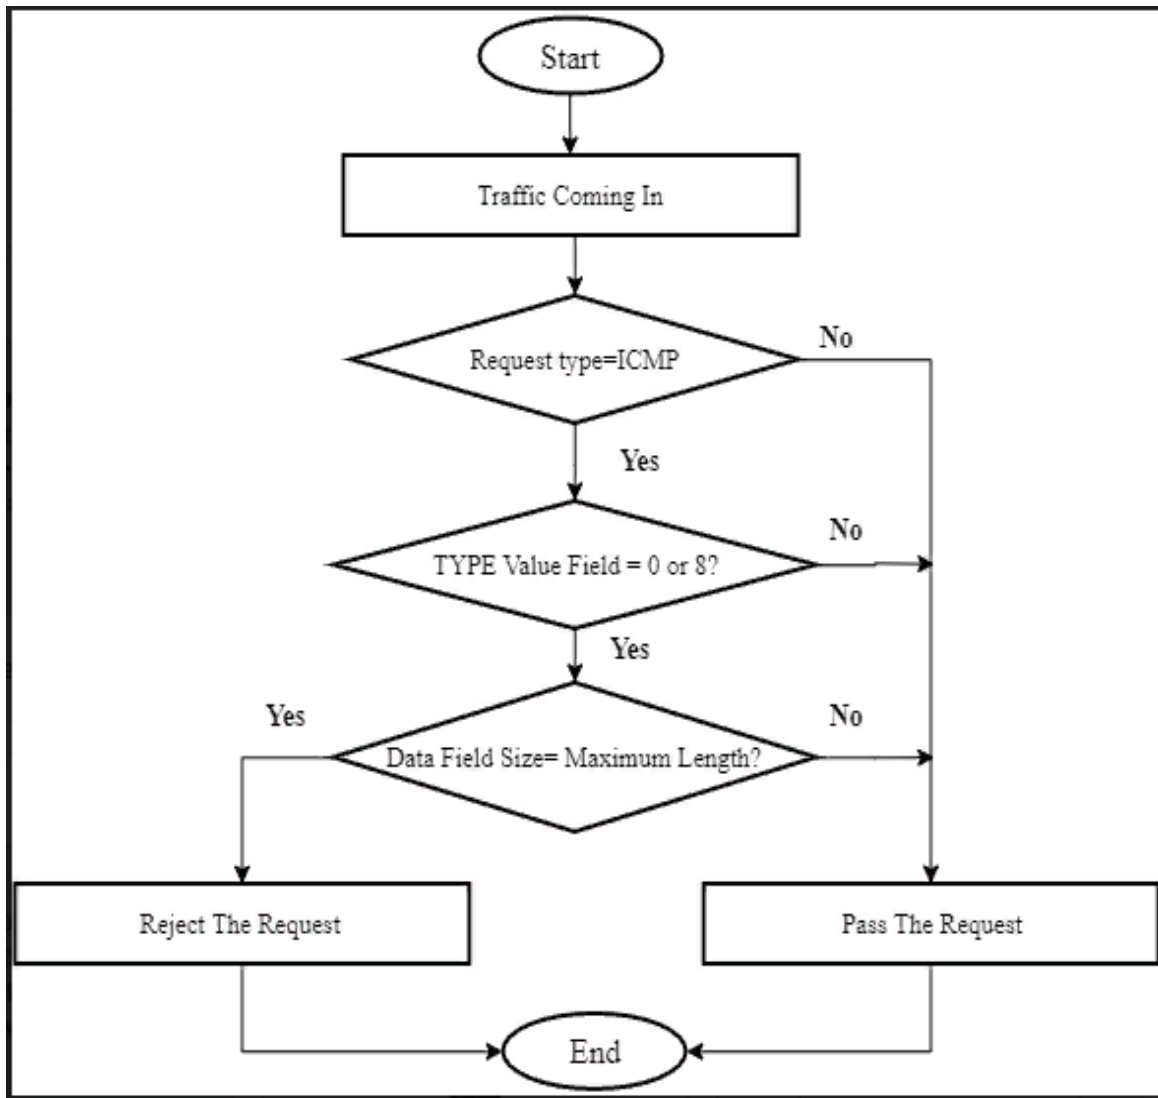 Start
Traffic Coming In
Request type=ICMP
No
Yes
TYPE Value Field = 0 or 8?
No
Yes
Data Field Size= Maximum Length?
Yes
No
Reject The Request
Pass The Request
End